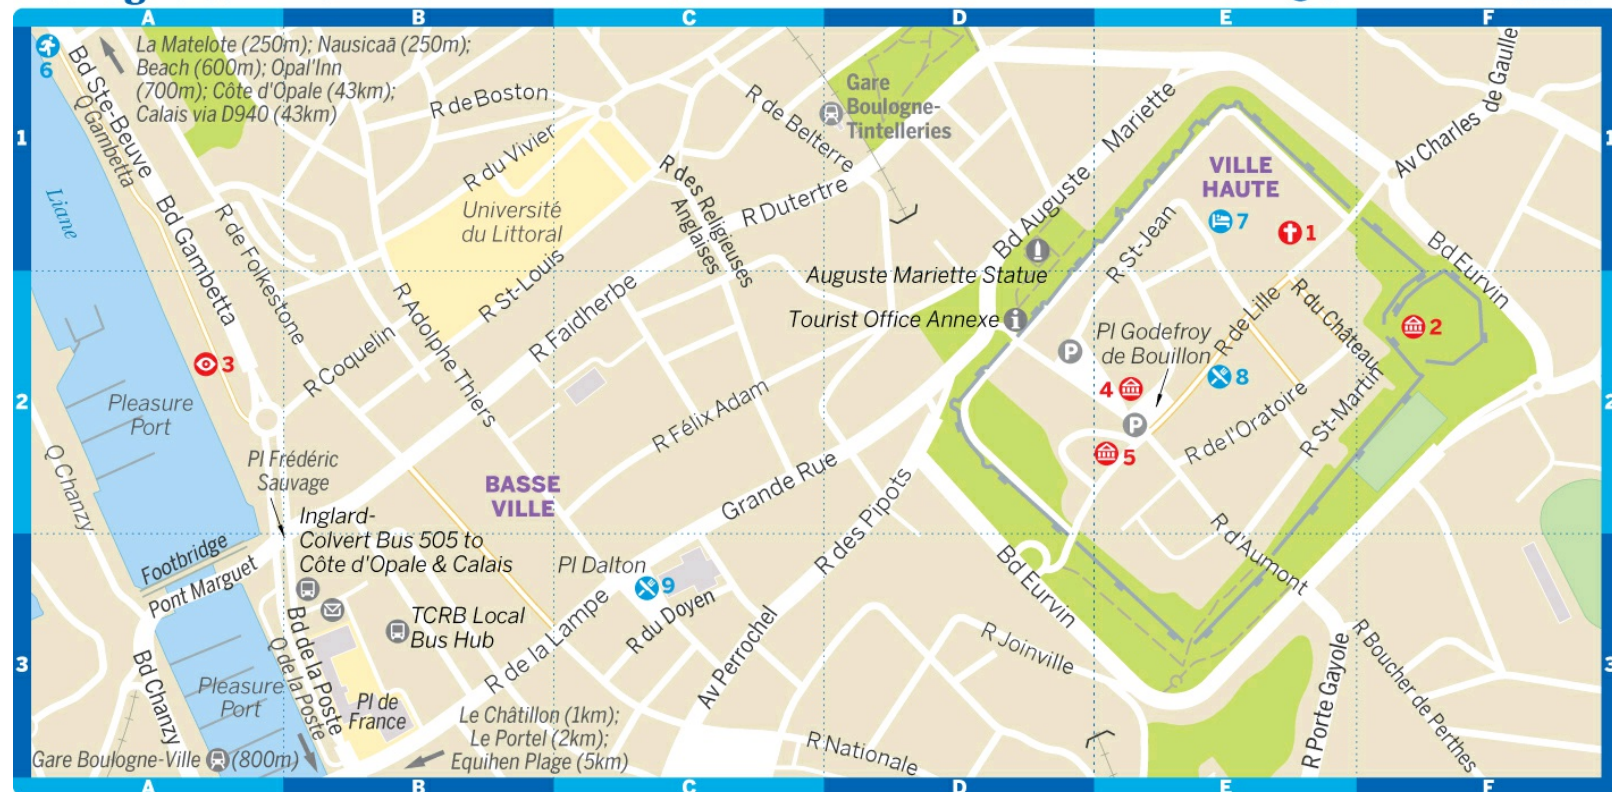 A
B
C
D
E
F
6
La Matelote (250m); Nausicaā (250m);
Beach (600m); Opal'Inn
(700m); Côte d'Opale (43km);
Calais via D940 (43km)
Bd Ste-Beuve
Q Gambetta
Liane
Bd Gambetta
R de Folkestone
R de Boston
R du Vivier
Université
du Littoral
R St-Louis
R des Religieuses
Anglaises
R de Belterre
Gare
Boulogne-
Tintelleries
R Dutertre
Bd Auguste Mariette
VILLE
HAUTE
7
1
Av Charles de Gaulle
Bd Eurvin
1
1
Auguste Mariette Statue
Tourist Office Annexe
R St-Jean
Pl Godefroy
de Bouillon
R de Lille
R du Château
2
P
4
8
P
5
R de l'Oratoire
R St-Martin
3
R Coquelin
R Adolphe Thiers
R Faidherbe
R Félix Adam
Grande Rue
R des Pipots
Pleasure
Port
Q Chanzy
Pl Frédéric
Sauvage
BASSE
VILLE
2
2
Inglard-
Colvert Bus 505 to
Côte d'Opale & Calais
Footbridge
Pont Marguet
TCRB Local
Bus Hub
Pl Dalton
9
R du Doyen
R de la Lampe
Av Perrochel
Bd Eurvin
R d'Aumont
R Joinville
R Porte Gayole
R Boucher de Perthes
R Nationale
Bd de la Poste
Q de la Poste
Pl de
France
Bd Chanzy
Pleasure
Port
Gare Boulogne-Ville (800m)
Le Châtillon (1km);
Le Portel (2km);
Equihen Plage (5km)
3
3
A
B
C
D
E
F